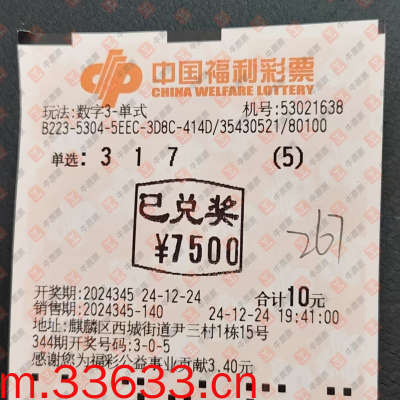 中国福利彩票
CHINA WELFARE LOTTERY
玩法:数字3-单式 机号:53021638
B223-5304-5EEC-3D8C-414D/35430521/80100
单选: 3 1 7 (5)
已兑奖
¥7500
267
开奖期:2024345 24-12-24 合计10元
销售期:2024345-140 24-12-24 19:41:00
地址:麒麟区西城街道尹三村1栋15号
344期开奖号码:3-0-5
感谢您为福彩公益事业贡献3.40元
m.33633.cn